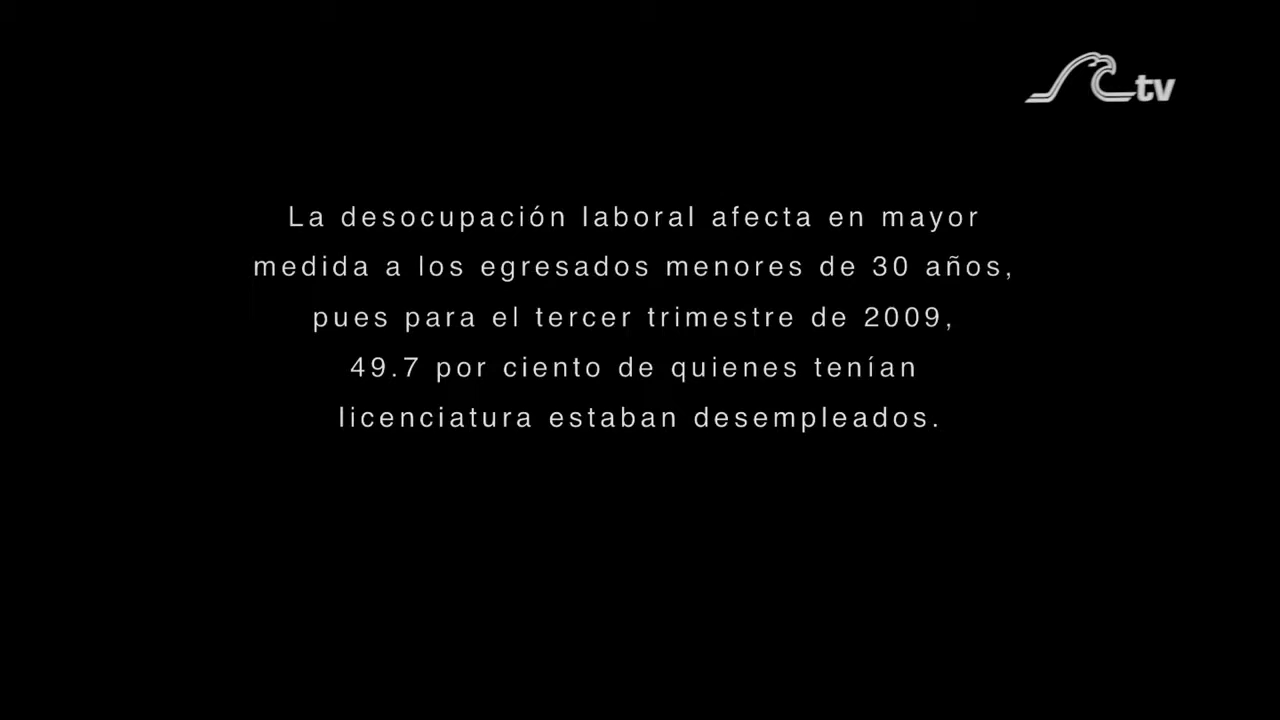 tv
La desocupación laboral afecta en mayor
medida a los egresados menores de 30 años,
pues para el tercer trimestre de 2009,
49.7 por ciento de quienes tenían
licenciatura estaban desempleados.